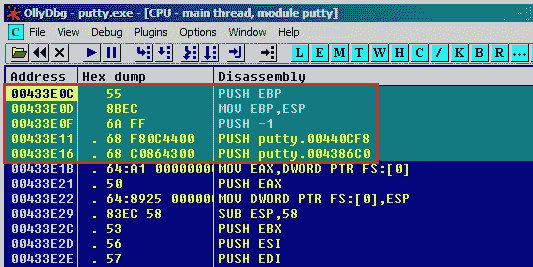 OllyDbg - putty.exe - [CPU - main thread, module putty]
C File View Debug Plugins Options Window Help
L E M T W H C / K B R ...
Address Hex dump Disassembly
00433E0C 55 PUSH EBP
00433E0D 8BEC MOV EBP,ESP
00433E0F 6A FF PUSH -1
00433E11 . 68 F80C4400 PUSH putty.00440CF8
00433E16 . 68 C0864300 PUSH putty.004386C0
00433E1B . 64:A1 0000000 MOV EAX,DWORD PTR FS:[0]
00433E21 . 50 PUSH EAX
00433E22 . 64:8925 00000 MOV DWORD PTR FS:[0],ESP
00433E29 . 83EC 58 SUB ESP,58
00433E2C . 53 PUSH EBX
00433E2D . 56 PUSH ESI
00433E2E . 57 PUSH EDI